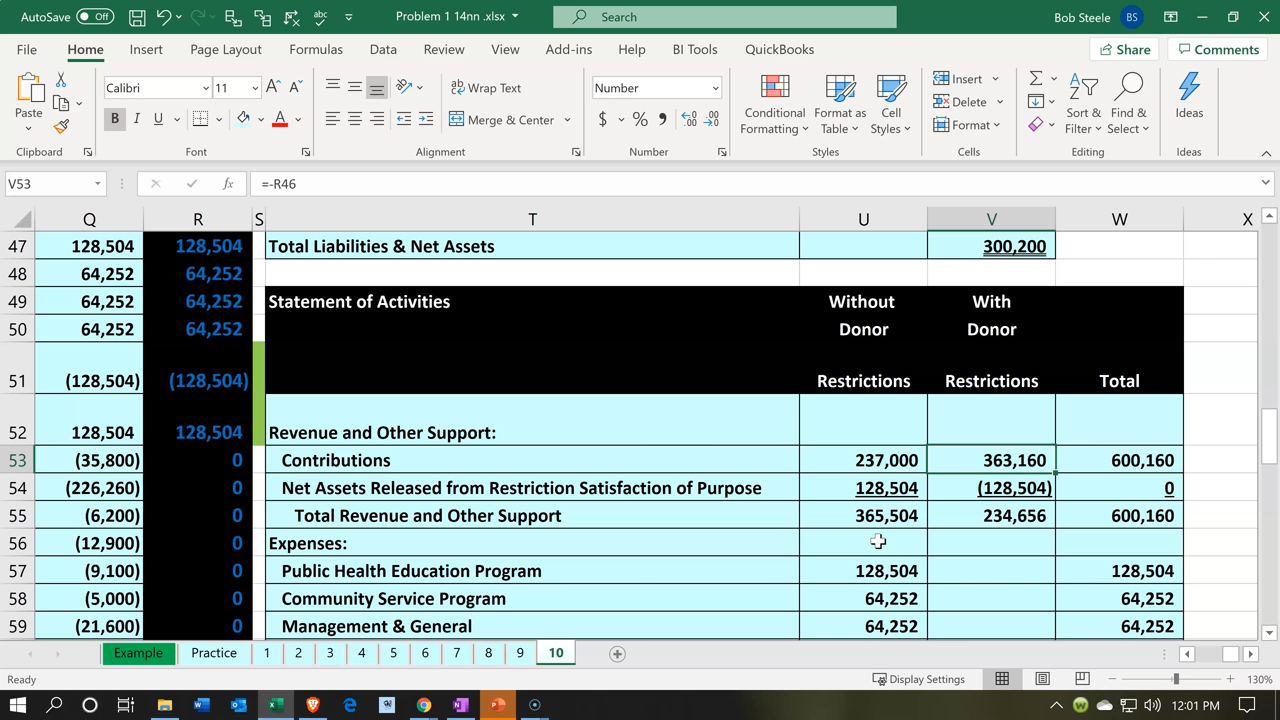 AutoSave Off Problem 1 14nn .xlsx Search Bob Steele BS
File Home Insert Page Layout Formulas Data Review View Add-ins Help BI Tools QuickBooks Share Comments
Paste Calibri 11 Wrap Text Number Conditional Formatting Format as Table Cell Styles Insert Sort & Filter Find & Select Ideas
B I U Merge & Center $ % Delete
Format
Clipboard Font Alignment Number Styles Cells Editing Ideas
V53 fx =-R46
Q R S T U V W X
47 128,504 128,504 Total Liabilities & Net Assets 300,200
48 64,252 64,252
49 64,252 64,252 Statement of Activities Without With
50 64,252 64,252 Donor Donor
51 (128,504) (128,504) Restrictions Restrictions Total
52 128,504 128,504 Revenue and Other Support:
53 (35,800) 0 Contributions 237,000 363,160 600,160
54 (226,260) 0 Net Assets Released from Restriction Satisfaction of Purpose 128,504 (128,504) 0
55 (6,200) 0 Total Revenue and Other Support 365,504 234,656 600,160
56 (12,900) 0 Expenses:
57 (9,100) 0 Public Health Education Program 128,504 128,504
58 (5,000) 0 Community Service Program 64,252 64,252
59 (21,600) 0 Management & General 64,252 64,252
Example Practice 1 2 3 4 5 6 7 8 9 10
Ready Display Settings 130%
12:01 PM